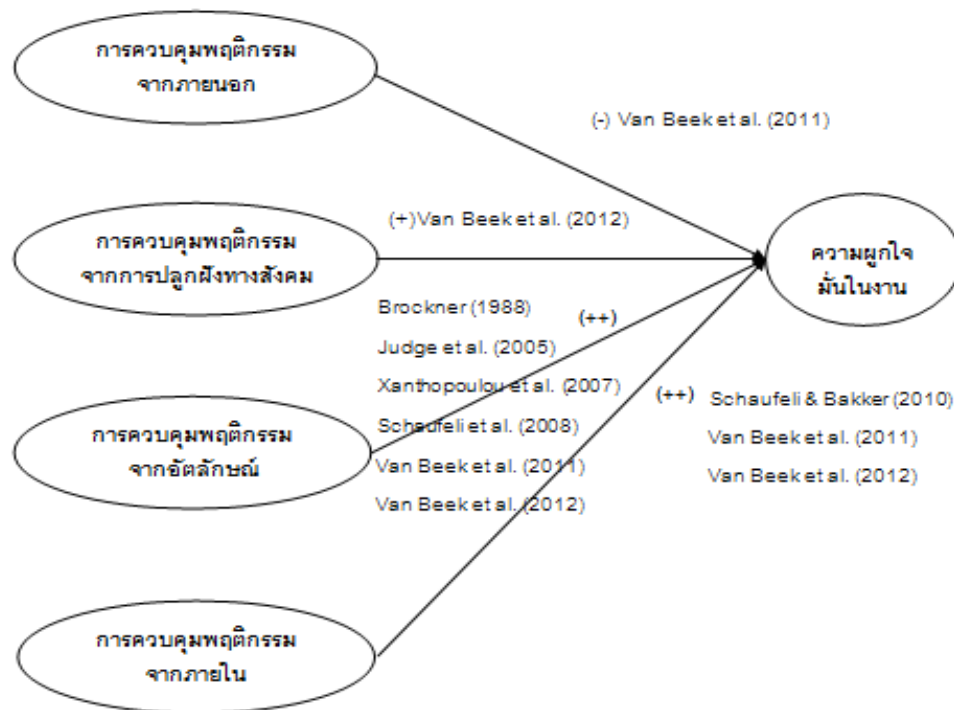 การควบคุมพฤติกรรม
จากภายนอก
(-) Van Beek et al. (2011)
(+) Van Beek et al. (2012)
การควบคุมพฤติกรรม
จากการปลูกฝังทางสังคม
ความผูกใจ
มั่นในงาน
Brockner (1988)
(++)
Judge et al. (2005)
Xanthopoulou et al. (2007)
(++)
Schaufeli & Bakker (2010)
การควบคุมพฤติกรรม
จากอัตลักษณ์
Schaufeli et al. (2008)
Van Beek et al. (2011)
Van Beek et al. (2012)
Van Beek et al. (2011)
Van Beek et al. (2012)
การควบคุมพฤติกรรม
จากภายใน